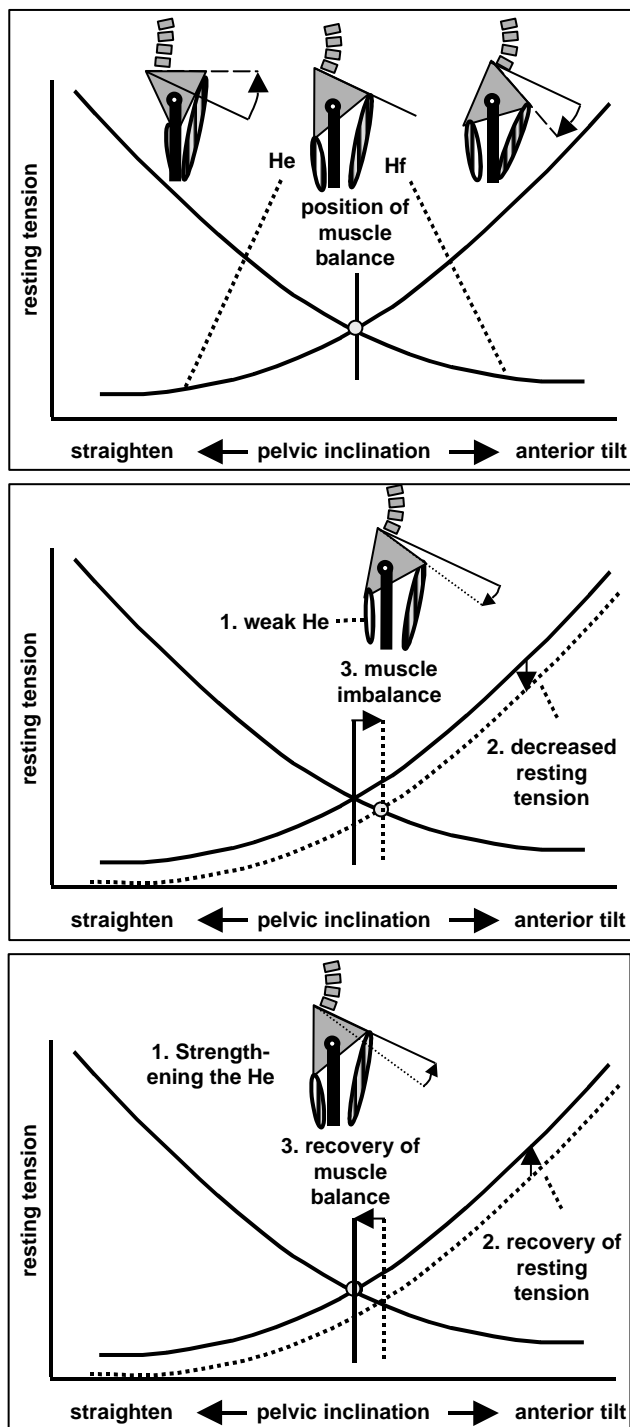 He
Hf
position of
muscle
balance
resting tension
straighten
pelvic inclination
anterior tilt
1. weak He
3. muscle
imbalance
2. decreased
resting
tension
resting tension
straighten
pelvic inclination
anterior tilt
1. Strength-
ening the He
3. recovery of
muscle
balance
2. recovery of
resting
tension
resting tension
straighten
pelvic inclination
anterior tilt